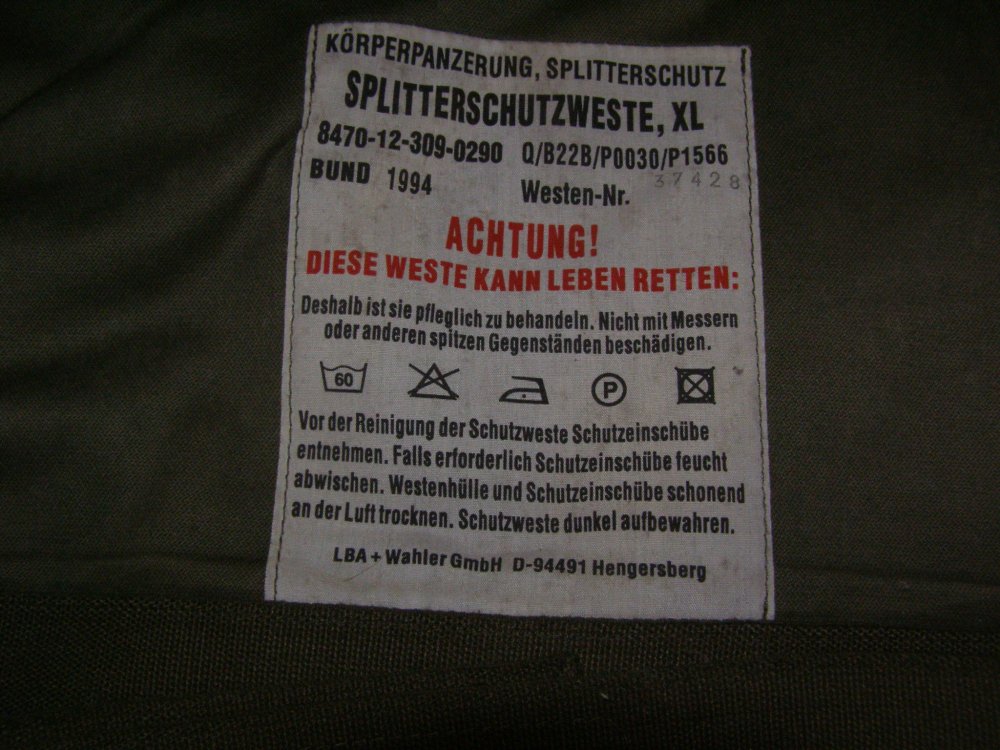 KÖRPERPANZERUNG, SPLITTERSCHUTZ
SPLITTERSCHUTZWESTE, XL
8470-12-309-0290 Q/B22B/P0030/P1566
BUND 1994 Westen-Nr. 37428
ACHTUNG!
DIESE WESTE KANN LEBEN RETTEN:
Deshalb ist sie pfleglich zu behandeln. Nicht mit Messern
oder anderen spitzen Gegenständen beschädigen.
60 P
Vor der Reinigung der Schutzweste Schutzeinschübe
entnehmen. Falls erforderlich Schutzeinschübe feucht
abwischen. Westenhülle und Schutzeinschübe schonend
an der Luft trocknen. Schutzweste dunkel aufbewahren.
LBA + Wahler GmbH D-94491 Hengersberg